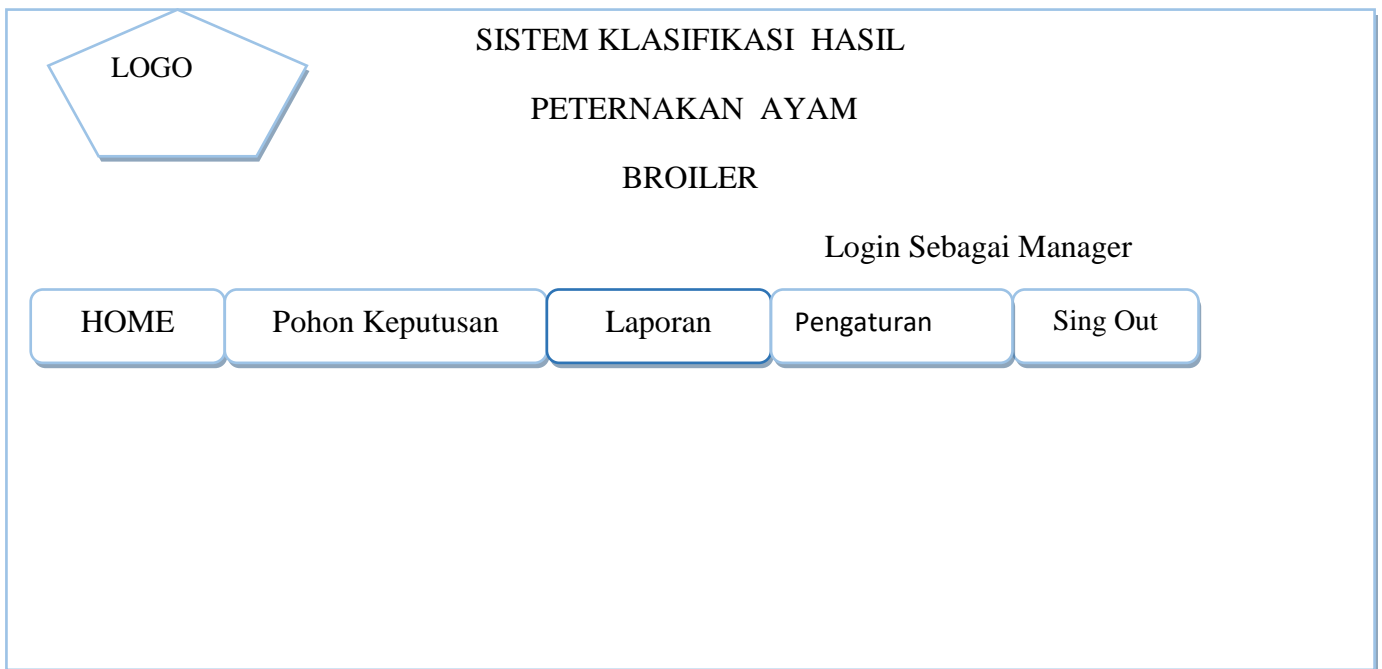 LOGO
SISTEM KLASIFIKASI HASIL
PETERNAKAN AYAM
BROILER
Login Sebagai Manager
HOME Pohon Keputusan Laporan Pengaturan Sing Out